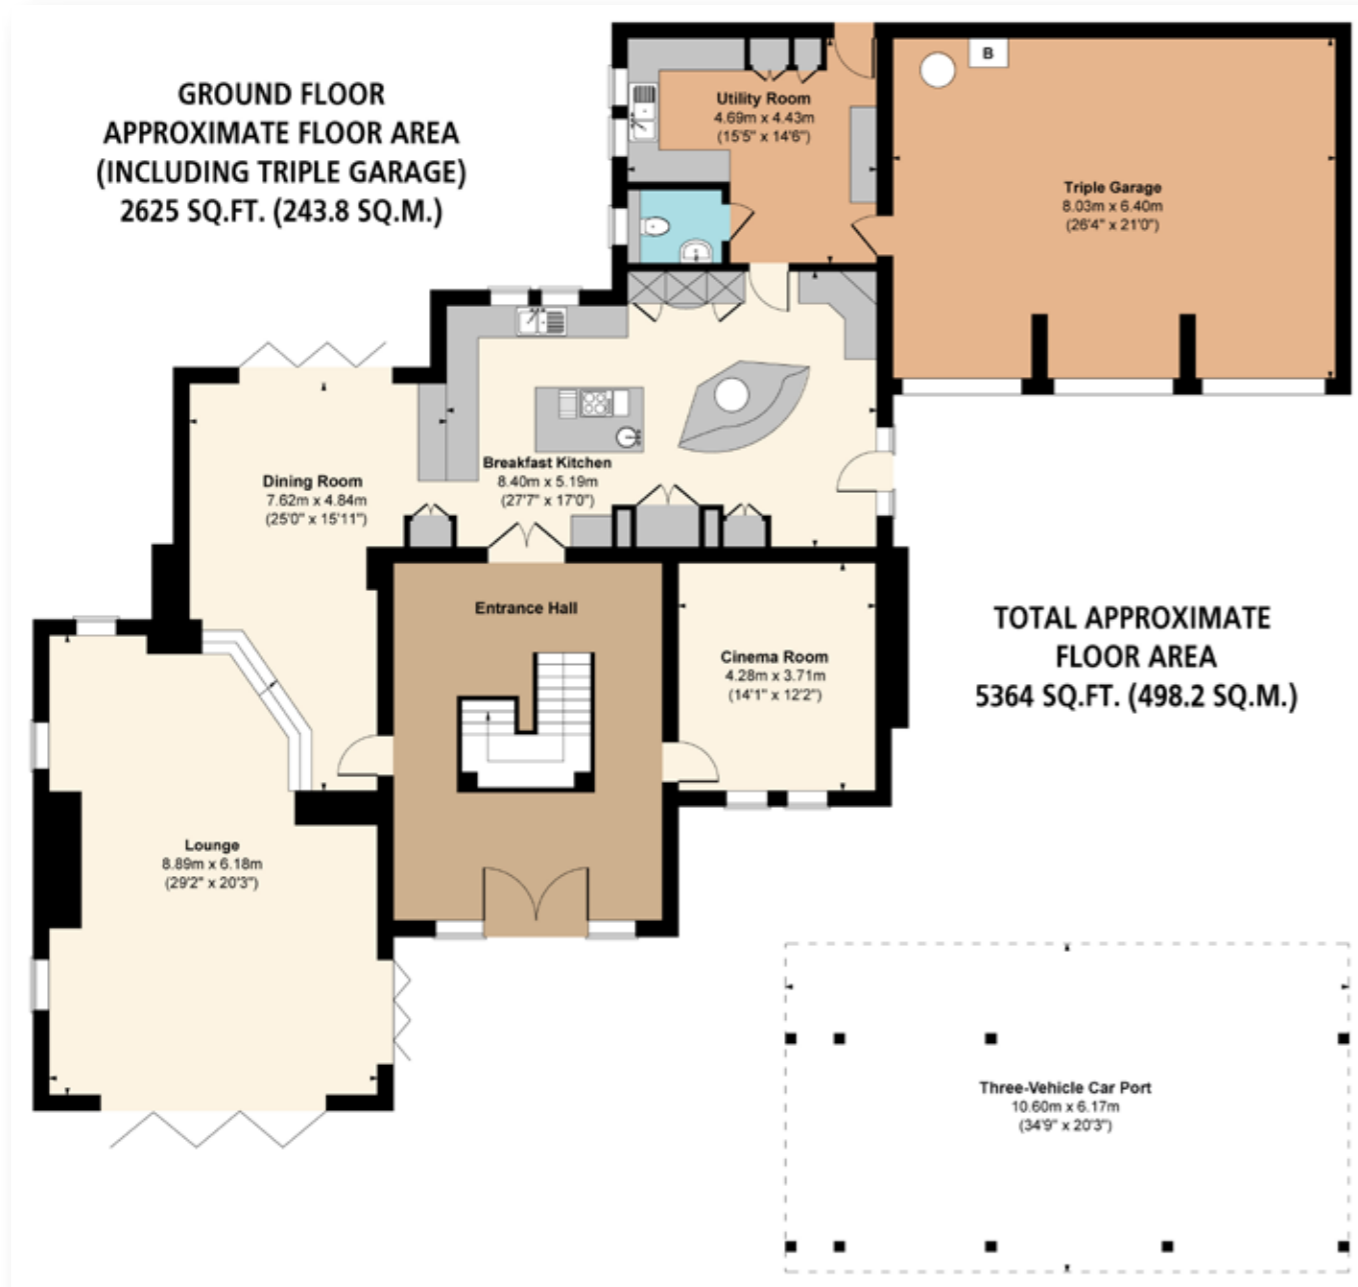 GROUND FLOOR
APPROXIMATE FLOOR AREA
(INCLUDING TRIPLE GARAGE)
2625 SQ.FT. (243.8 SQ.M.)
Utility Room
4.69m x 4.43m
(15'5" x 14'6")
B
Triple Garage
8.03m x 6.40m
(26'4" x 21'0")
Dining Room
7.62m x 4.84m
(25'0" x 15'11")
Breakfast Kitchen
8.40m x 5.19m
(27'7" x 17'0")
Entrance Hall
Cinema Room
4.28m x 3.71m
(14'1" x 12'2")
TOTAL APPROXIMATE
FLOOR AREA
5364 SQ.FT. (498.2 SQ.M.)
Lounge
8.89m x 6.18m
(29'2" x 20'3")
Three-Vehicle Car Port
10.60m x 6.17m
(34'9" x 20'3")